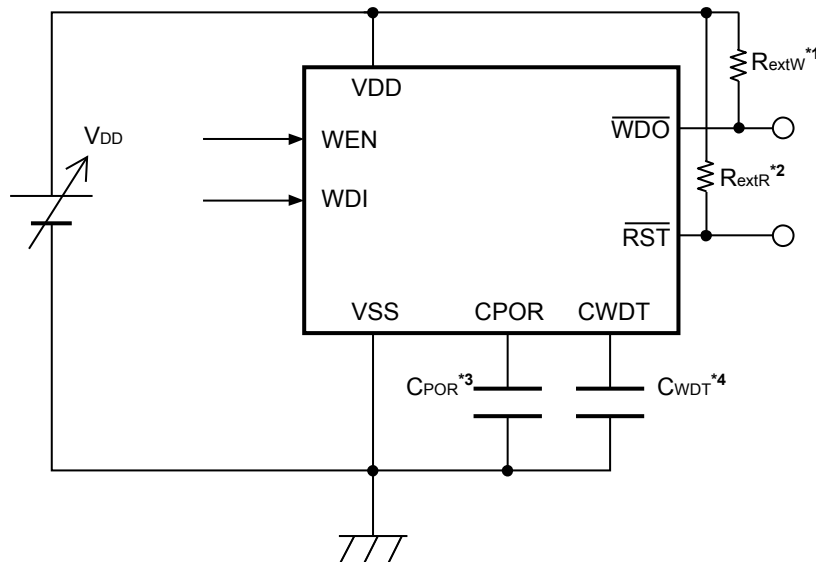 RextW*1
VDD
VDD
WEN
WDO
RextR*2
WDI
RST
VSS
CPOR
CWDT
CPOR*3
CWDT*4